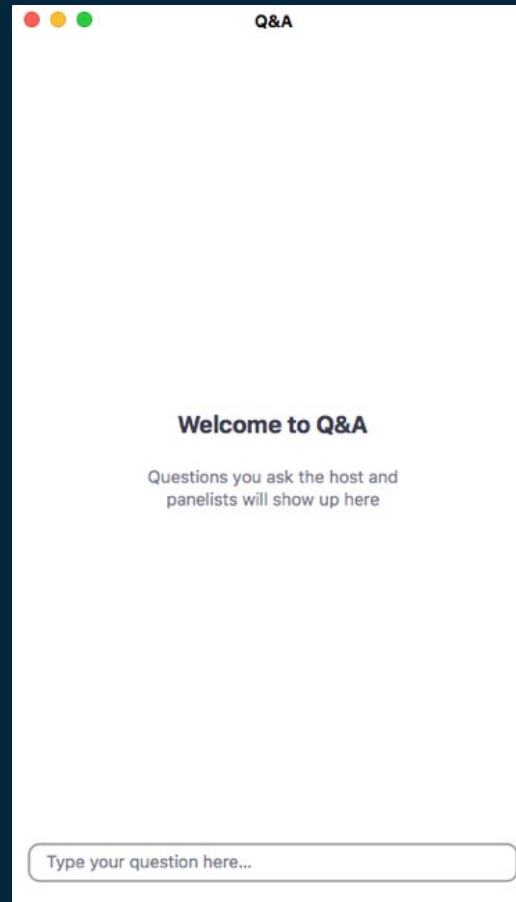 Q&A
Welcome to Q&A
Questions you ask the host and
panelists will show up here
Type your question here...